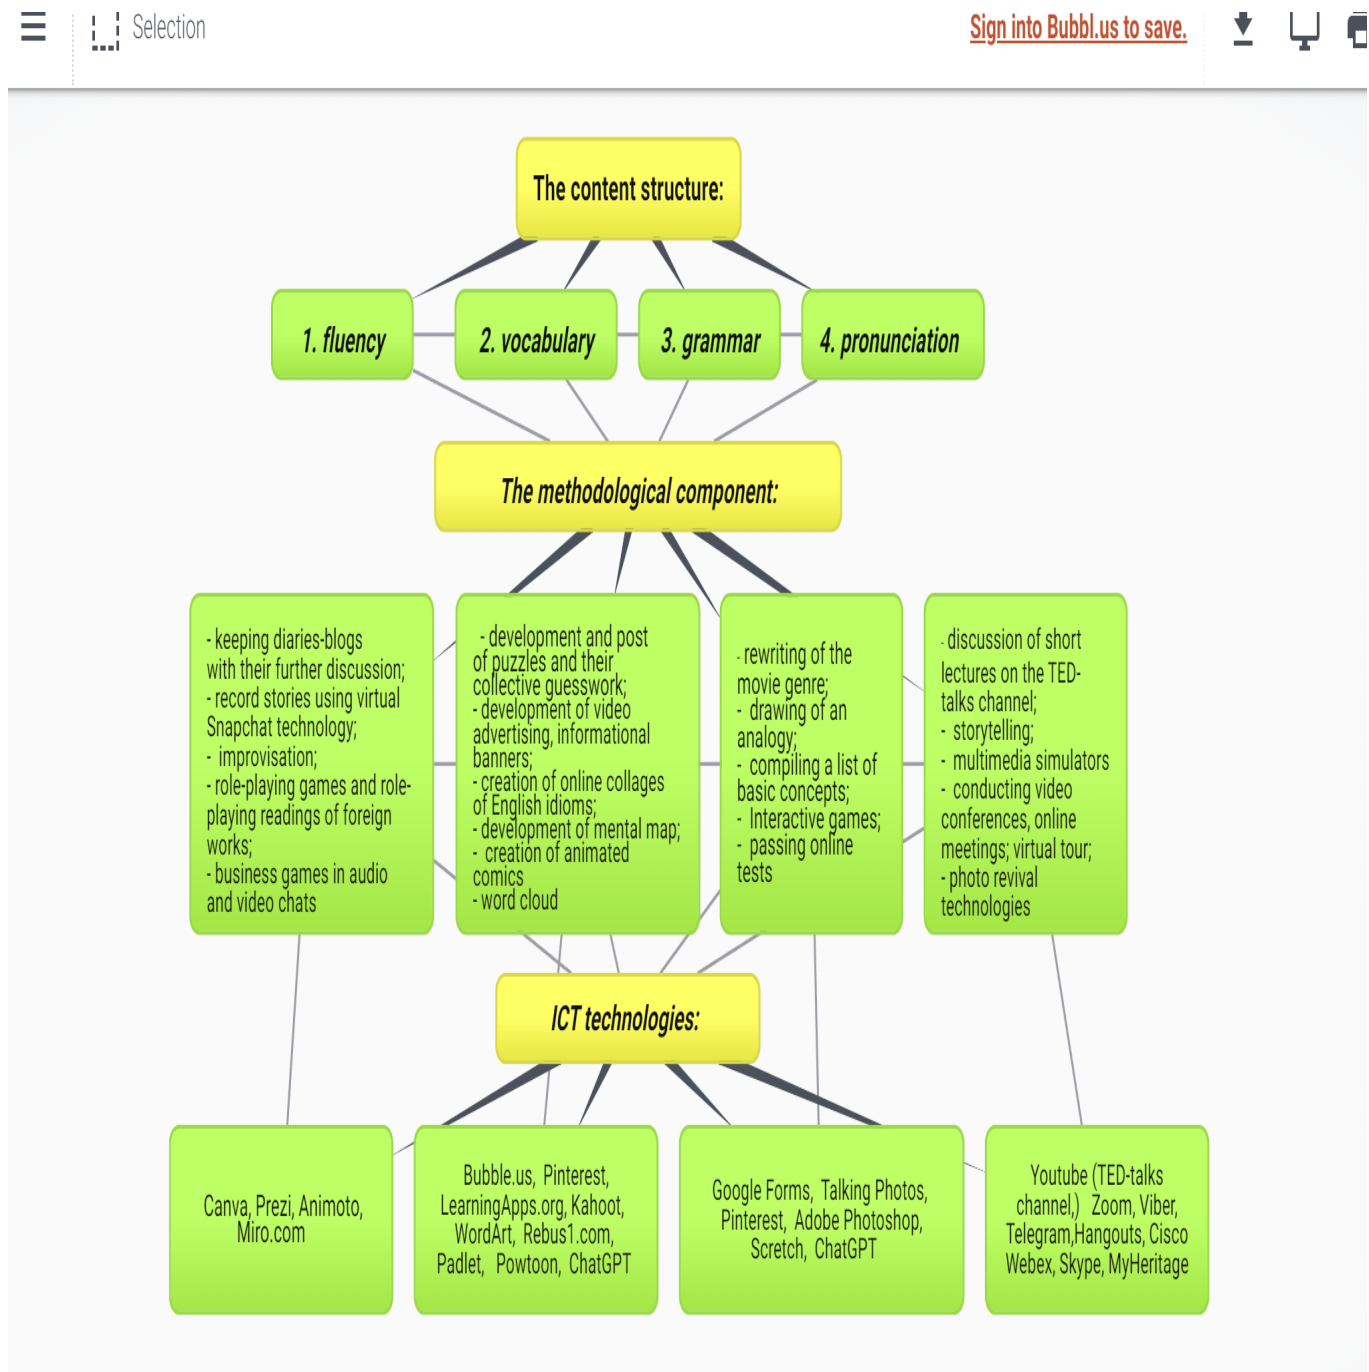 Selection
Sign into Bubbl.us to save.
The content structure:
1. fluency
2. vocabulary
3. grammar
4. pronunciation
The methodological component:
- keeping diaries-blogs
with their further discussion;
- record stories using virtual
Snapchat technology;
- improvisation;
- role-playing games and role-
playing readings of foreign
works;
- business games in audio
and video chats
- development and post
of puzzles and their
collective guesswork;
- development of video
advertising, informational
banners;
- creation of online collages
of English idioms;
- development of mental map;
- creation of animated
comics
- word cloud
- rewriting of the
movie genre;
- drawing of an
analogy;
- compiling a list of
basic concepts;
- Interactive games;
- passing online
tests
- discussion of short
lectures on the TED-
talks channel;
- storytelling;
- multimedia simulators
- conducting video
conferences, online
meetings; virtual tour;
- photo revival
technologies
ICT technologies:
Canva, Prezi, Animoto,
Miro.com
Bubble.us, Pinterest,
LearningApps.org, Kahoot,
WordArt, Rebus1.com,
Padlet, Powtoon, ChatGPT
Google Forms, Talking Photos,
Pinterest, Adobe Photoshop,
Scretch, ChatGPT
Youtube (TED-talks
channel,) Zoom, Viber,
Telegram,Hangouts, Cisco
Webex, Skype, MyHeritage